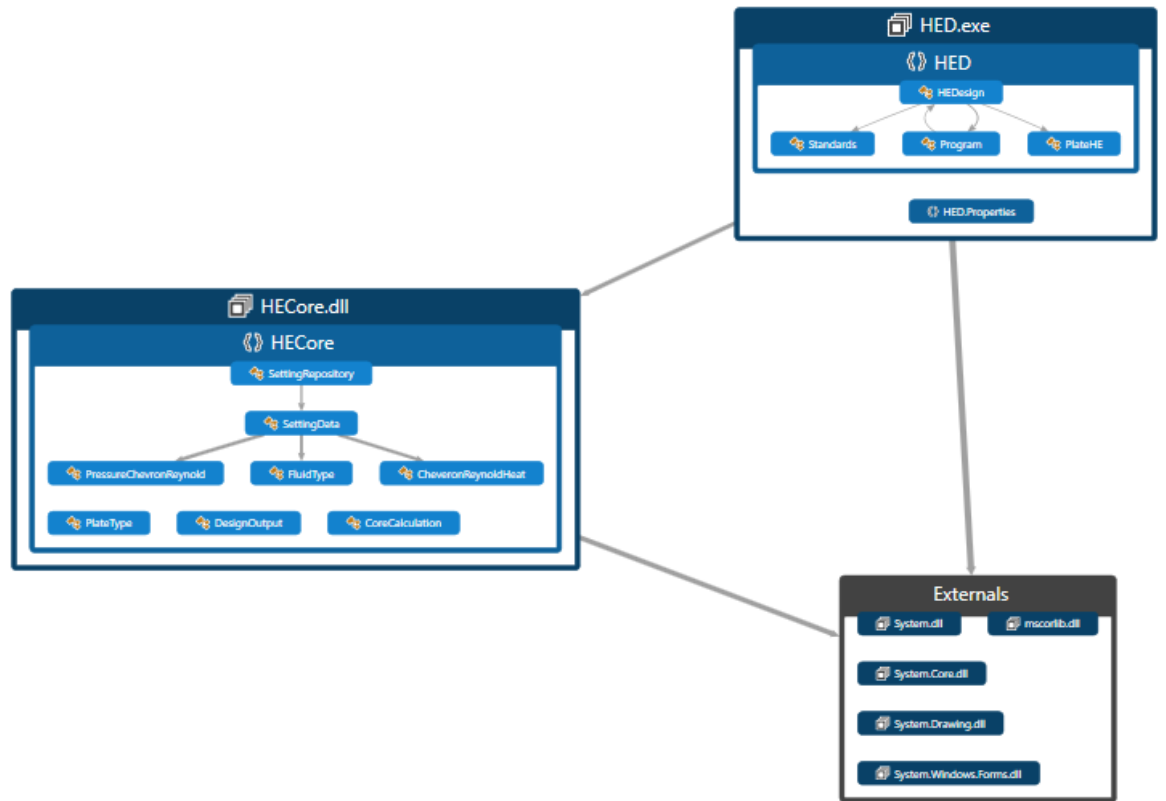 HED.exe
HED
HEDesign
Standards
Program
PlateHE
HED.Properties
HECore.dll
HECore
SettingRepository
SettingData
PressureChevronReynold
FluidType
CheveronReynoldHeat
PlateType
DesignOutput
CoreCalculation
Externals
System.dll
mscorlib.dll
System.Core.dll
System.Drawing.dll
System.Windows.Forms.dll